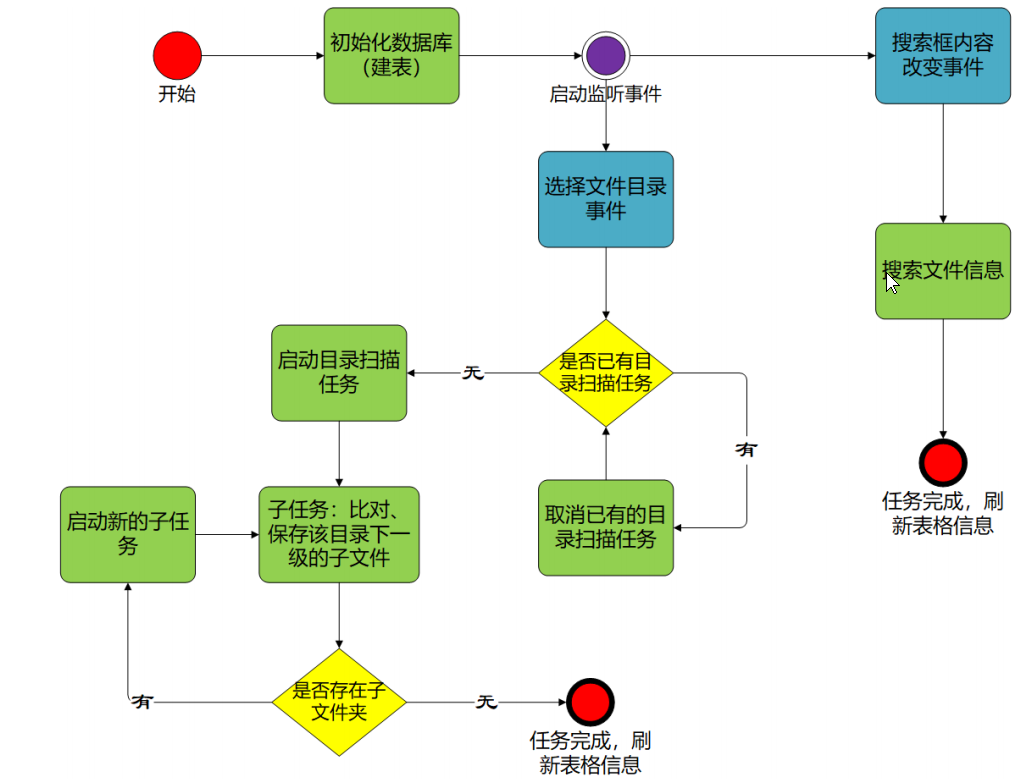 初始化数据库
（建表）
搜索框内容
改变事件
开始
启动监听事件
选择文件目录
事件
搜索文件信息
启动目录扫描
任务
无
是否已有目
录扫描任务
有
启动新的子任
务
子任务：比对、
保存该目录下一
级的子文件
取消已有的目
录扫描任务
任务完成，刷
新表格信息
有
是否存在子
文件夹
无
任务完成，刷
新表格信息